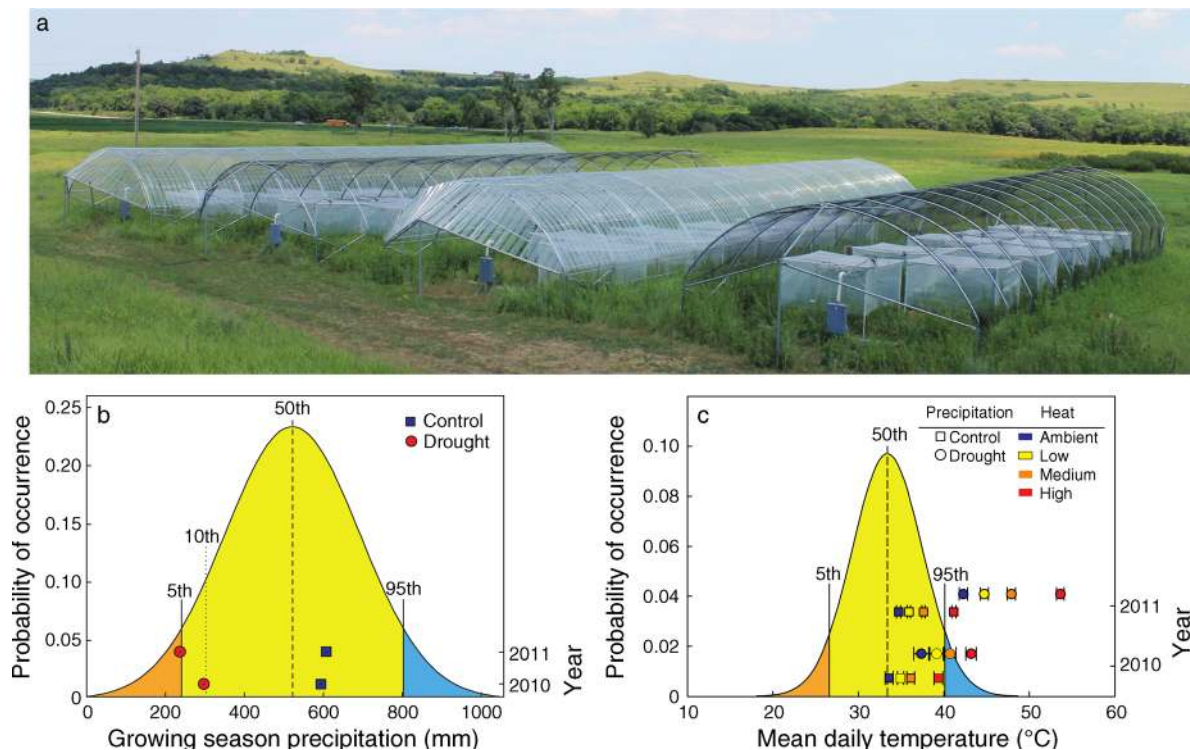 a
b
0.25
0.20
0.15
0.10
0.05
0
Probability of occurrence
50th
10th
5th
95th
Control
Drought
2011
2010
Year
0 200 400 600 800 1000
Growing season precipitation (mm)
c
0.10
0.08
0.06
0.04
0.02
0
Probability of occurrence
50th
5th
95th
Precipitation Heat
Control Ambient
Drought Low
Medium
High
2011
2010
Year
10 20 30 40 50 60
Mean daily temperature (°C)